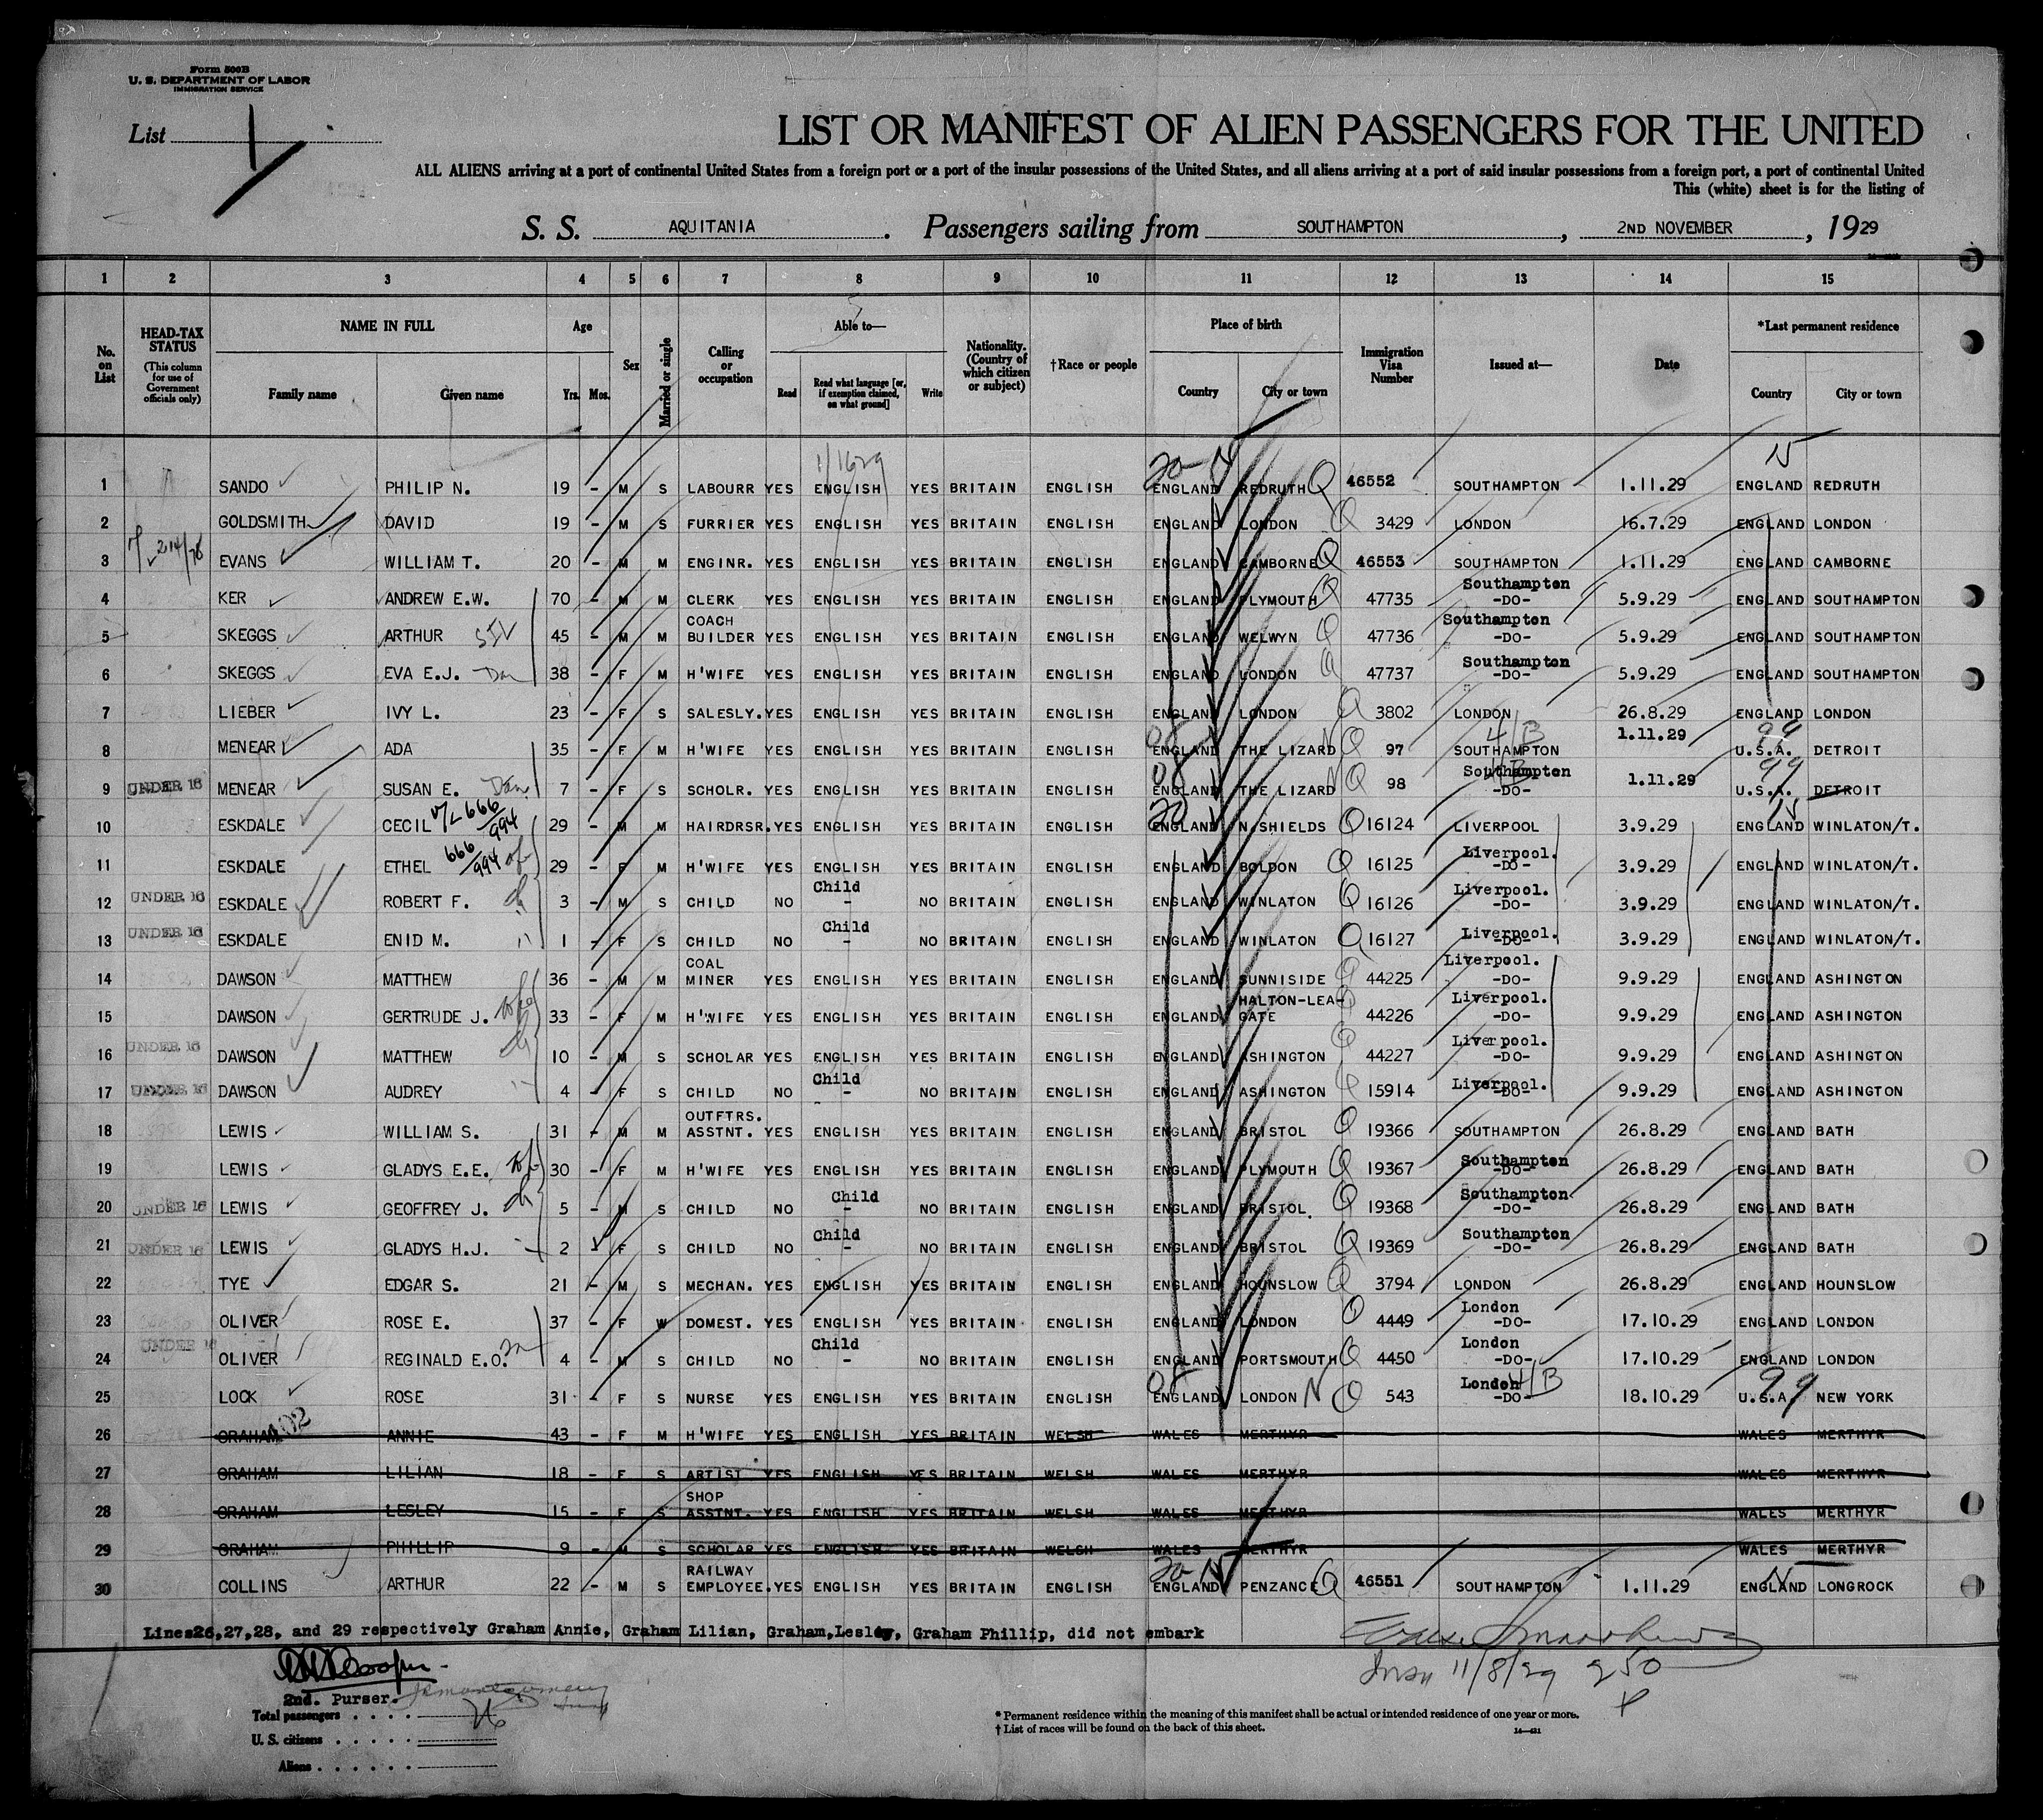 Form 500B
U. S. DEPARTMENT OF LABOR
IMMIGRATION SERVICE
List 1
LIST OR MANIFEST OF ALIEN PASSENGERS FOR THE UNITED
ALL ALIENS arriving at a port of continental United States from a foreign port or a port of the insular possessions of the United States, and all aliens arriving at a port of said insular possessions from a foreign port, a port of continental United
This (white) sheet is for the listing of
S. S. AQUITANIA. Passengers sailing from SOUTHAMPTON, 2ND NOVEMBER, 1929
1 2 3 4 5 6 7 8 9 10 11 12 13 14 15
No. on List HEAD-TAX STATUS (This column for use of Government officials only) NAME IN FULL Family name Given name Age Yrs. Mos. Sex Married or single Calling or occupation Able to— Read Read what language [or, if exemption claimed, on what ground] Write Nationality. (Country of which citizen or subject) †Race or people Place of birth Country City or town Immigration Visa Number Issued at— Date *Last permanent residence Country City or town
1/1629 20 N N
1 SANDO PHILIP N. 19 - M S LABOURR YES ENGLISH YES BRITAIN ENGLISH ENGLAND REDRUTH Q 46552 SOUTHAMPTON 1.11.29 ENGLAND REDRUTH
2 GOLDSMITH DAVID 19 - M S FURRIER YES ENGLISH YES BRITAIN ENGLISH ENGLAND LONDON Q 3429 LONDON 16.7.29 ENGLAND LONDON
3 EVANS WILLIAM T. 20 - M M ENGINR. YES ENGLISH YES BRITAIN ENGLISH ENGLAND CAMBORNE Q 46553 SOUTHAMPTON 1.11.29 ENGLAND CAMBORNE
4 KER ANDREW E.W. 70 - M M CLERK YES ENGLISH YES BRITAIN ENGLISH ENGLAND PLYMOUTH Q 47735 Southampton -DO- 5.9.29 ENGLAND SOUTHAMPTON
5 SKEGGS ARTHUR 45 - M M COACH BUILDER YES ENGLISH YES BRITAIN ENGLISH ENGLAND WELWYN Q 47736 Southampton -DO- 5.9.29 ENGLAND SOUTHAMPTON
6 SKEGGS EVA E.J. 38 - F M H'WIFE YES ENGLISH YES BRITAIN ENGLISH ENGLAND LONDON Q 47737 Southampton -DO- 5.9.29 ENGLAND SOUTHAMPTON
7 LIEBER IVY L. 23 - F S SALESLY. YES ENGLISH YES BRITAIN ENGLISH ENGLAND LONDON Q 3802 LONDON 26.8.29 ENGLAND LONDON
8 MENEAR ADA 35 - F M H'WIFE YES ENGLISH YES BRITAIN ENGLISH 08 ENGLAND THE LIZARD N Q 97 4/B SOUTHAMPTON 1.11.29 99 U.S.A. DETROIT
9 UNDER 16 MENEAR SUSAN E. Dau 7 - F S SCHOLR. YES ENGLISH YES BRITAIN ENGLISH 08 ENGLAND THE LIZARD N Q 98 4/B Southampton -DO- 1.11.29 99 U.S.A. DETROIT
10 ESKDALE CECIL 666/994 29 - M M HAIRDRSR. YES ENGLISH YES BRITAIN ENGLISH 20 ENGLAND N.SHIELDS Q 16124 LIVERPOOL 3.9.29 N ENGLAND WINLATON/T.
11 ESKDALE ETHEL 666/994 wf 29 - F M H'WIFE YES ENGLISH YES BRITAIN ENGLISH ENGLAND BOLDON Q 16125 Liverpool. -DO- 3.9.29 ENGLAND WINLATON/T.
12 UNDER 16 ESKDALE ROBERT F. ch 3 - M S CHILD NO Child - NO BRITAIN ENGLISH ENGLAND WINLATON Q 16126 Liverpool. -DO- 3.9.29 ENGLAND WINLATON/T.
13 UNDER 16 ESKDALE ENID M. " 1 - F S CHILD NO Child - NO BRITAIN ENGLISH ENGLAND WINLATON Q 16127 Liverpool. -DO- 3.9.29 ENGLAND WINLATON/T.
14 DAWSON MATTHEW 36 - M M COAL MINER YES ENGLISH YES BRITAIN ENGLISH ENGLAND SUNNISIDE Q 44225 Liverpool. -DO- 9.9.29 ENGLAND ASHINGTON
15 DAWSON GERTRUDE J. wfe 33 - F M H'WIFE YES ENGLISH YES BRITAIN ENGLISH ENGLAND HALTON-LEA-GATE Q 44226 Liverpool. -DO- 9.9.29 ENGLAND ASHINGTON
16 UNDER 16 DAWSON MATTHEW ch 10 - M S SCHOLAR YES ENGLISH YES BRITAIN ENGLISH ENGLAND ASHINGTON Q 44227 Liverpool. -DO- 9.9.29 ENGLAND ASHINGTON
17 UNDER 16 DAWSON AUDREY " 4 - F S CHILD NO Child - NO BRITAIN ENGLISH ENGLAND ASHINGTON Q 15914 Liverpool. -DO- 9.9.29 ENGLAND ASHINGTON
18 LEWIS WILLIAM S. 31 - M M OUTFTRS. ASSTNT. YES ENGLISH YES BRITAIN ENGLISH ENGLAND BRISTOL Q 19366 SOUTHAMPTON 26.8.29 ENGLAND BATH
19 LEWIS GLADYS E.E. wf 30 - F M H'WIFE YES ENGLISH YES BRITAIN ENGLISH ENGLAND PLYMOUTH Q 19367 Southampton -DO- 26.8.29 ENGLAND BATH
20 UNDER 16 LEWIS GEOFFREY J. ch 5 - M S CHILD NO Child - NO BRITAIN ENGLISH ENGLAND BRISTOL. Q 19368 Southampton -DO- 26.8.29 ENGLAND BATH
21 UNDER 16 LEWIS GLADYS H.J. " 2 - F S CHILD NO Child - NO BRITAIN ENGLISH ENGLAND BRISTOL Q 19369 Southampton -DO- 26.8.29 ENGLAND BATH
22 TYE EDGAR S. 21 - M S MECHAN. YES ENGLISH YES BRITAIN ENGLISH ENGLAND HOUNSLOW Q 3794 LONDON 26.8.29 ENGLAND HOUNSLOW
23 OLIVER ROSE E. 37 - F W DOMEST. YES ENGLISH YES BRITAIN ENGLISH ENGLAND LONDON Q 4449 London -DO- 17.10.29 ENGLAND LONDON
24 UNDER 16 OLIVER REGINALD E.O. 4 - M S CHILD NO Child - NO BRITAIN ENGLISH ENGLAND PORTSMOUTH Q 4450 London -DO- 17.10.29 ENGLAND LONDON
25 LOCK ROSE 31 - F S NURSE YES ENGLISH YES BRITAIN ENGLISH 08 ENGLAND LONDON N Q 543 London 4/B -DO- 18.10.29 99 U.S.A. NEW YORK
26 GRAHAM ANNIE 43 - F M H'WIFE YES ENGLISH YES BRITAIN WELSH WALES MERTHYR WALES MERTHYR
27 GRAHAM LILIAN 18 - F S ARTIST YES ENGLISH YES BRITAIN WELSH WALES MERTHYR WALES MERTHYR
28 GRAHAM LESLEY 15 - F S SHOP ASSTNT. YES ENGLISH YES BRITAIN WELSH WALES MERTHYR WALES MERTHYR
29 GRAHAM PHILLIP 9 - M S SCHOLAR YES ENGLISH YES BRITAIN WELSH WALES MERTHYR WALES MERTHYR
30 COLLINS ARTHUR 22 - M S RAILWAY EMPLOYEE. YES ENGLISH YES BRITAIN ENGLISH 20 N ENGLAND PENZANCE Q 46551 SOUTHAMPTON 1.11.29 N ENGLAND LONGROCK
Lines26,27,28, and 29 respectively Graham Annie, Graham Lilian, Graham,Lesley, Graham Phillip, did not embark
11/8/29
2nd. Purser.
Total passengers . . . . 26
U. S. citizens . . . . .
Aliens . . . . . .
* Permanent residence within the meaning of this manifest shall be actual or intended residence of one year or more.
† List of races will be found on the back of this sheet.
14—421